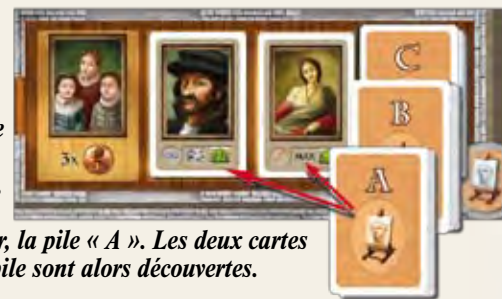 C
B
3x
MAX
A
e
r, la pile « A ». Les deux cartes
pile sont alors découvertes.